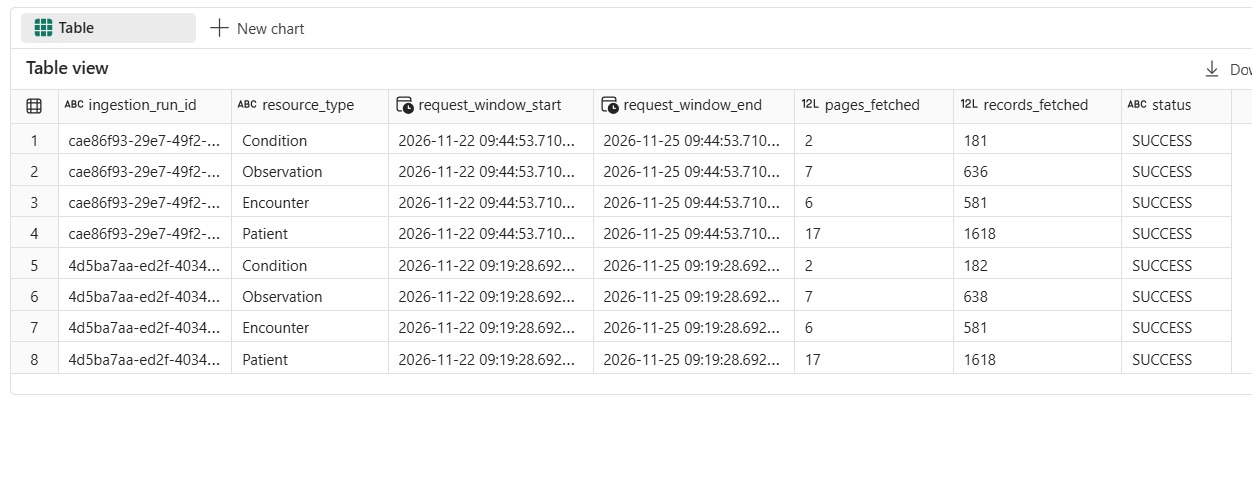 Table New chart
Table view Dow
ABC ingestion_run_id ABC resource_type request_window_start request_window_end 12L pages_fetched 12L records_fetched ABC status
1 cae86f93-29e7-49f2-... Condition 2026-11-22 09:44:53.710... 2026-11-25 09:44:53.710... 2 181 SUCCESS
2 cae86f93-29e7-49f2-... Observation 2026-11-22 09:44:53.710... 2026-11-25 09:44:53.710... 7 636 SUCCESS
3 cae86f93-29e7-49f2-... Encounter 2026-11-22 09:44:53.710... 2026-11-25 09:44:53.710... 6 581 SUCCESS
4 cae86f93-29e7-49f2-... Patient 2026-11-22 09:44:53.710... 2026-11-25 09:44:53.710... 17 1618 SUCCESS
5 4d5ba7aa-ed2f-4034... Condition 2026-11-22 09:19:28.692... 2026-11-25 09:19:28.692... 2 182 SUCCESS
6 4d5ba7aa-ed2f-4034... Observation 2026-11-22 09:19:28.692... 2026-11-25 09:19:28.692... 7 638 SUCCESS
7 4d5ba7aa-ed2f-4034... Encounter 2026-11-22 09:19:28.692... 2026-11-25 09:19:28.692... 6 581 SUCCESS
8 4d5ba7aa-ed2f-4034... Patient 2026-11-22 09:19:28.692... 2026-11-25 09:19:28.692... 17 1618 SUCCESS